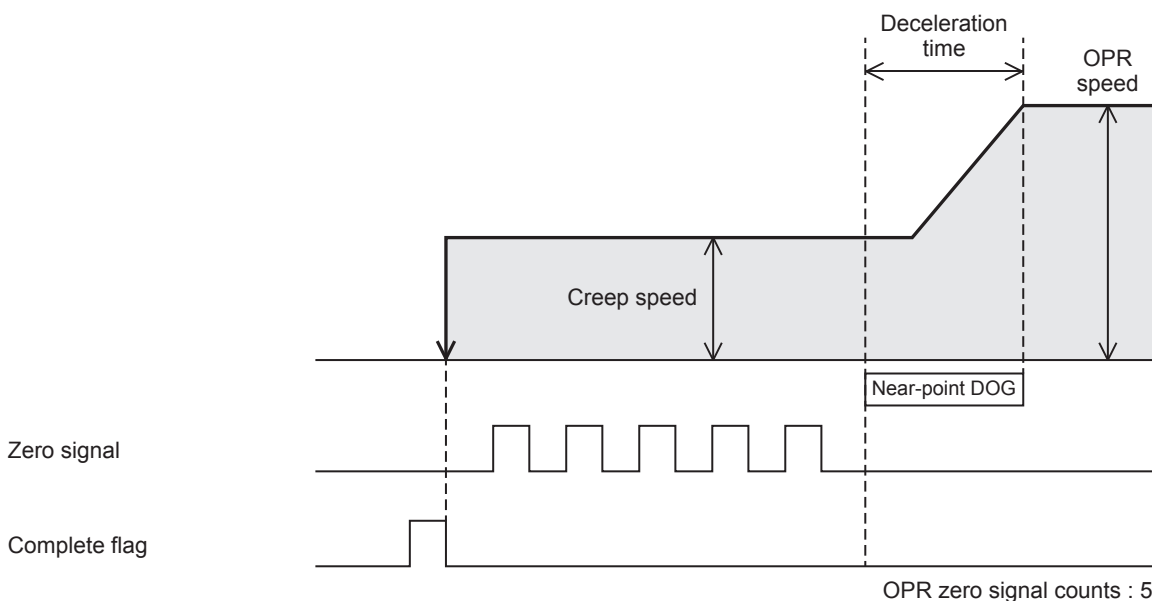 Deceleration
time
OPR
speed
Creep speed
Near-point DOG
Zero signal
Complete flag
OPR zero signal counts : 5